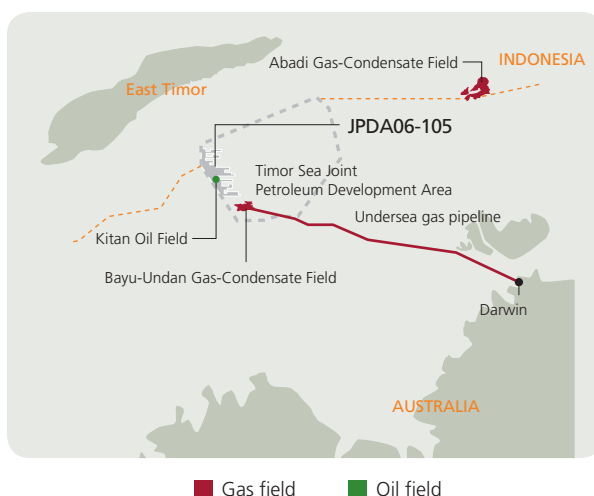 Abadi Gas-Condensate Field
INDONESIA
East Timor
JPDA06-105
Timor Sea Joint
Petroleum Development Area
Undersea gas pipeline
Kitan Oil Field
Bayu-Undan Gas-Condensate Field
Darwin
AUSTRALIA
Gas field
Oil field